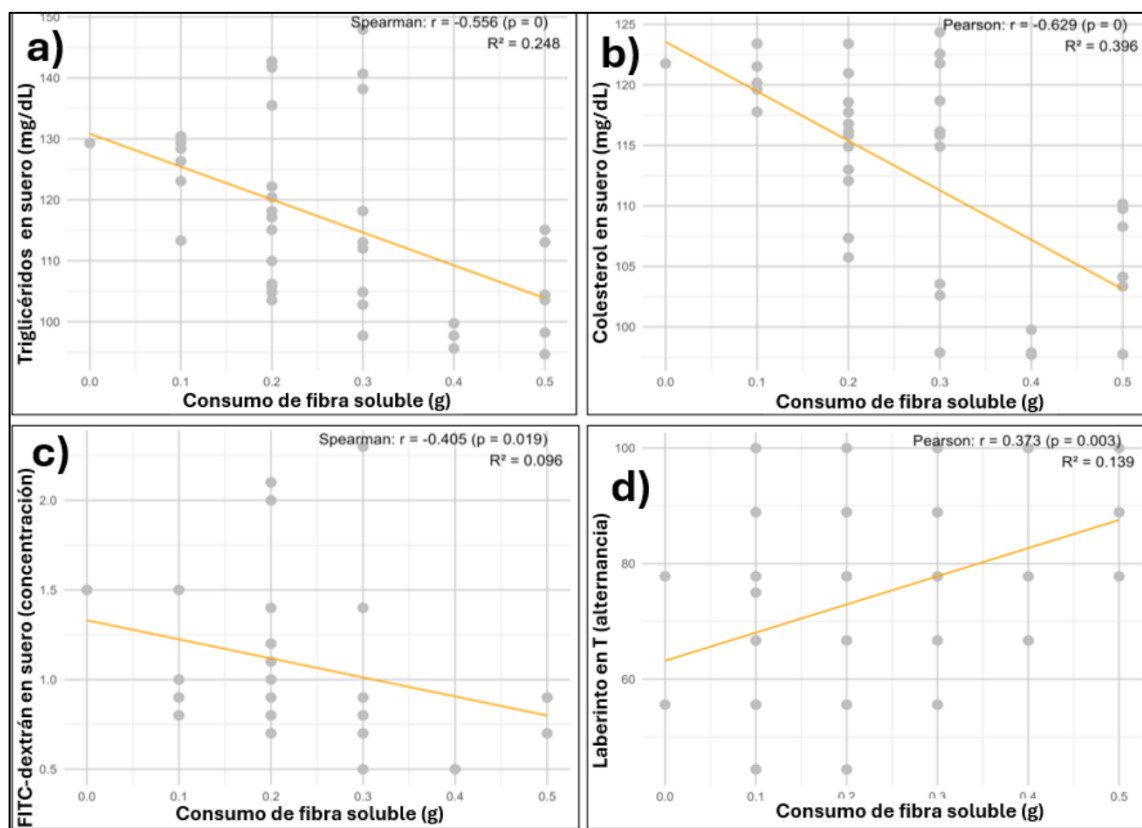 a)
Spearman: r = -0.556 (p = 0)
R² = 0.248
150
140
130
120
110
100
Triglicéridos en suero (mg/dL)
0.0 0.1 0.2 0.3 0.4 0.5
Consumo de fibra soluble (g)
b)
Pearson: r = -0.629 (p = 0)
R² = 0.396
125
120
115
110
105
100
Colesterol en suero (mg/dL)
0.0 0.1 0.2 0.3 0.4 0.5
Consumo de fibra soluble (g)
c)
Spearman: r = -0.405 (p = 0.019)
R² = 0.096
2.0
1.5
1.0
0.5
FITC-dextrán en suero (concentración)
0.0 0.1 0.2 0.3 0.4 0.5
Consumo de fibra soluble (g)
d)
Pearson: r = 0.373 (p = 0.003)
R² = 0.139
100
80
60
Laberinto en T (alternancia)
0.0 0.1 0.2 0.3 0.4 0.5
Consumo de fibra soluble (g)